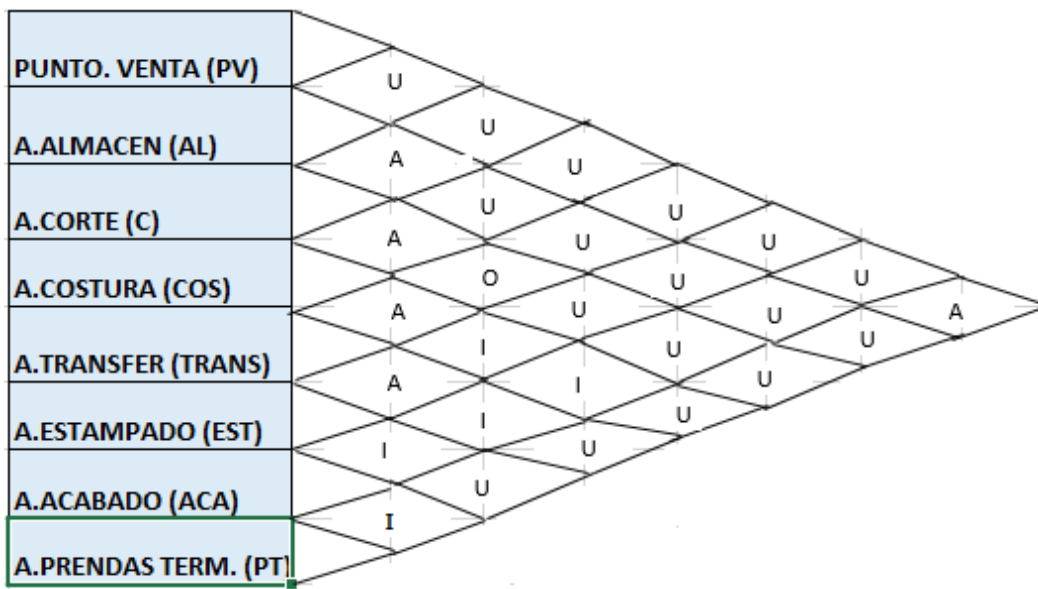 PUNTO. VENTA (PV)
U
U
A.ALMACEN (AL)
A
U
U
U
A.CORTE (C)
A
U
U
O
U
U
A.COSTURA (COS)
A
U
U
A
I
U
A.TRANSFER (TRANS)
A
I
U
I
U
A.ESTAMPADO (EST)
I
U
U
A.ACABADO (ACA)
I
A.PRENDAS TERM. (PT)